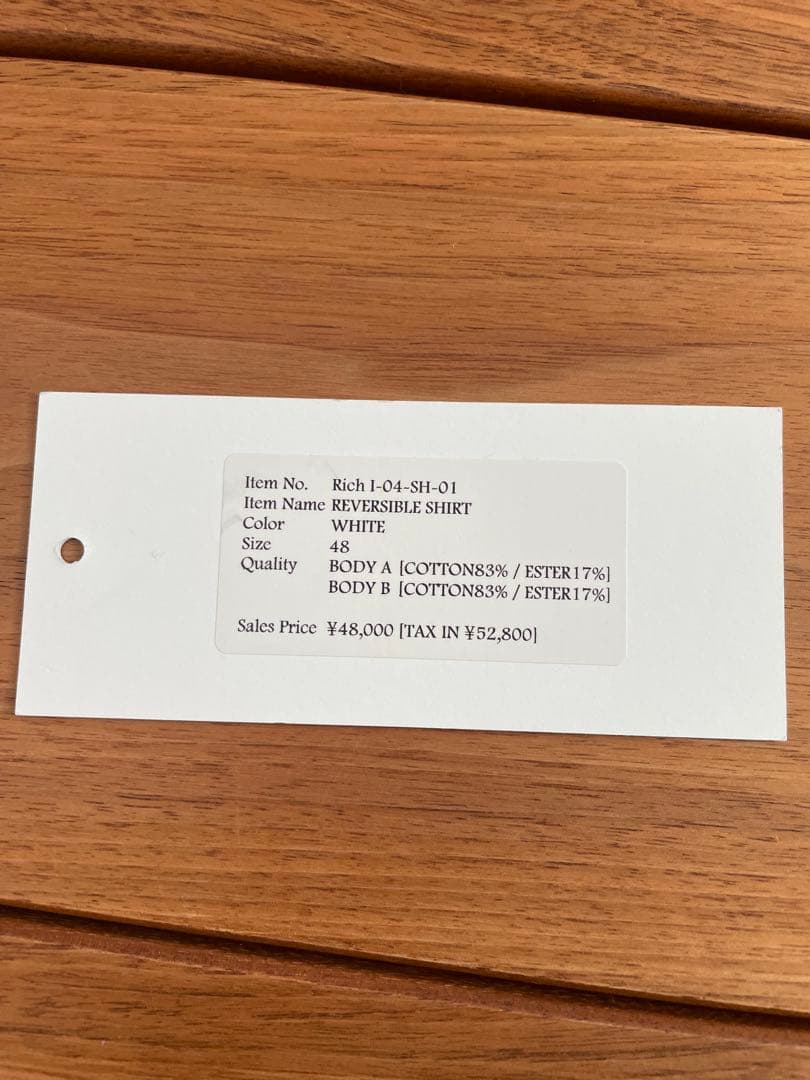 Item No. Rich I-04-SH-01
Item Name REVERSIBLE SHIRT
Color WHITE
Size 48
Quality BODY A [COTTON83% / ESTER17%]
BODY B [COTTON83% / ESTER17%]
Sales Price ¥48,000 [TAX IN ¥52,800]